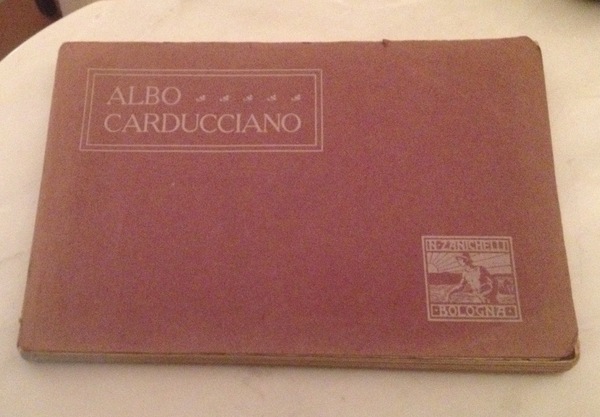 ALBO
CARDUCCIANO
N·ZANICHELLI
·BOLOGNA·